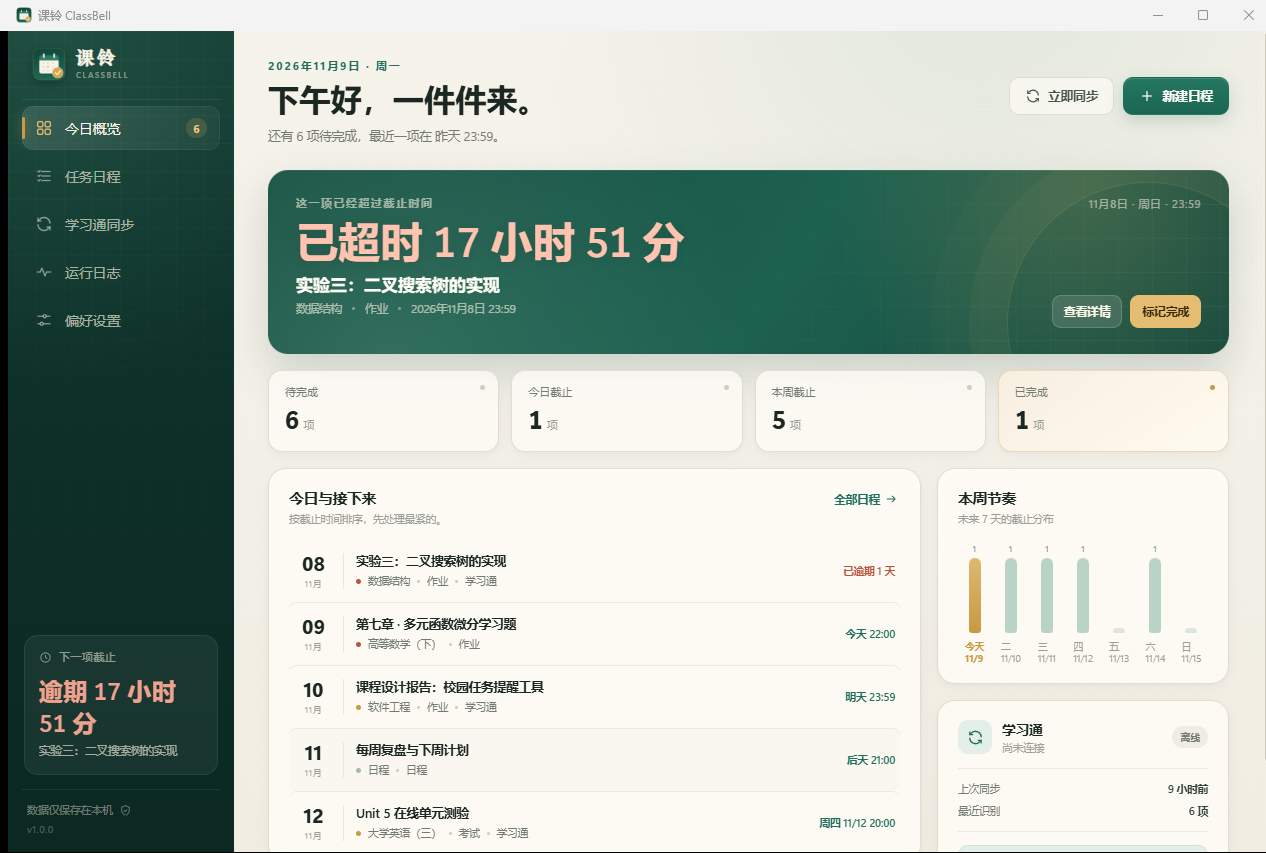 课铃 ClassBell
课铃
CLASSBELL
今日概览 6
任务日程
学习通同步
运行日志
偏好设置
下一项截止
逾期 17 小时
51 分
实验三：二叉搜索树的实现
数据仅保存在本机
v1.0.0
2026年11月9日 · 周一
下午好，一件件来。
还有 6 项待完成，最近一项在 昨天 23:59。
立即同步
新建日程
这一项已经超过截止时间
11月8日 · 周日 · 23:59
已超时 17 小时 51 分
实验三：二叉搜索树的实现
数据结构 · 作业 · 2026年11月8日 23:59
查看详情
标记完成
待完成
6 项
今日截止
1 项
本周截止
5 项
已完成
1 项
今日与接下来
全部日程 →
按截止时间排序，先处理最紧的。
08
11月
实验三：二叉搜索树的实现
数据结构 · 作业 · 学习通
已逾期 1 天
09
11月
第七章 · 多元函数微分学习题
高等数学（下） · 作业
今天 22:00
10
11月
课程设计报告：校园任务提醒工具
软件工程 · 作业 · 学习通
明天 23:59
11
11月
每周复盘与下周计划
日程 · 日程
后天 21:00
12
11月
Unit 5 在线单元测验
大学英语（三） · 考试 · 学习通
周四 11/12 20:00
本周节奏
未来 7 天的截止分布
1 1 1 1 1
今天 二 三 四 五 六 日
11/9 11/10 11/11 11/12 11/13 11/14 11/15
学习通
尚未连接
离线
上次同步 9 小时前
最近识别 6 项